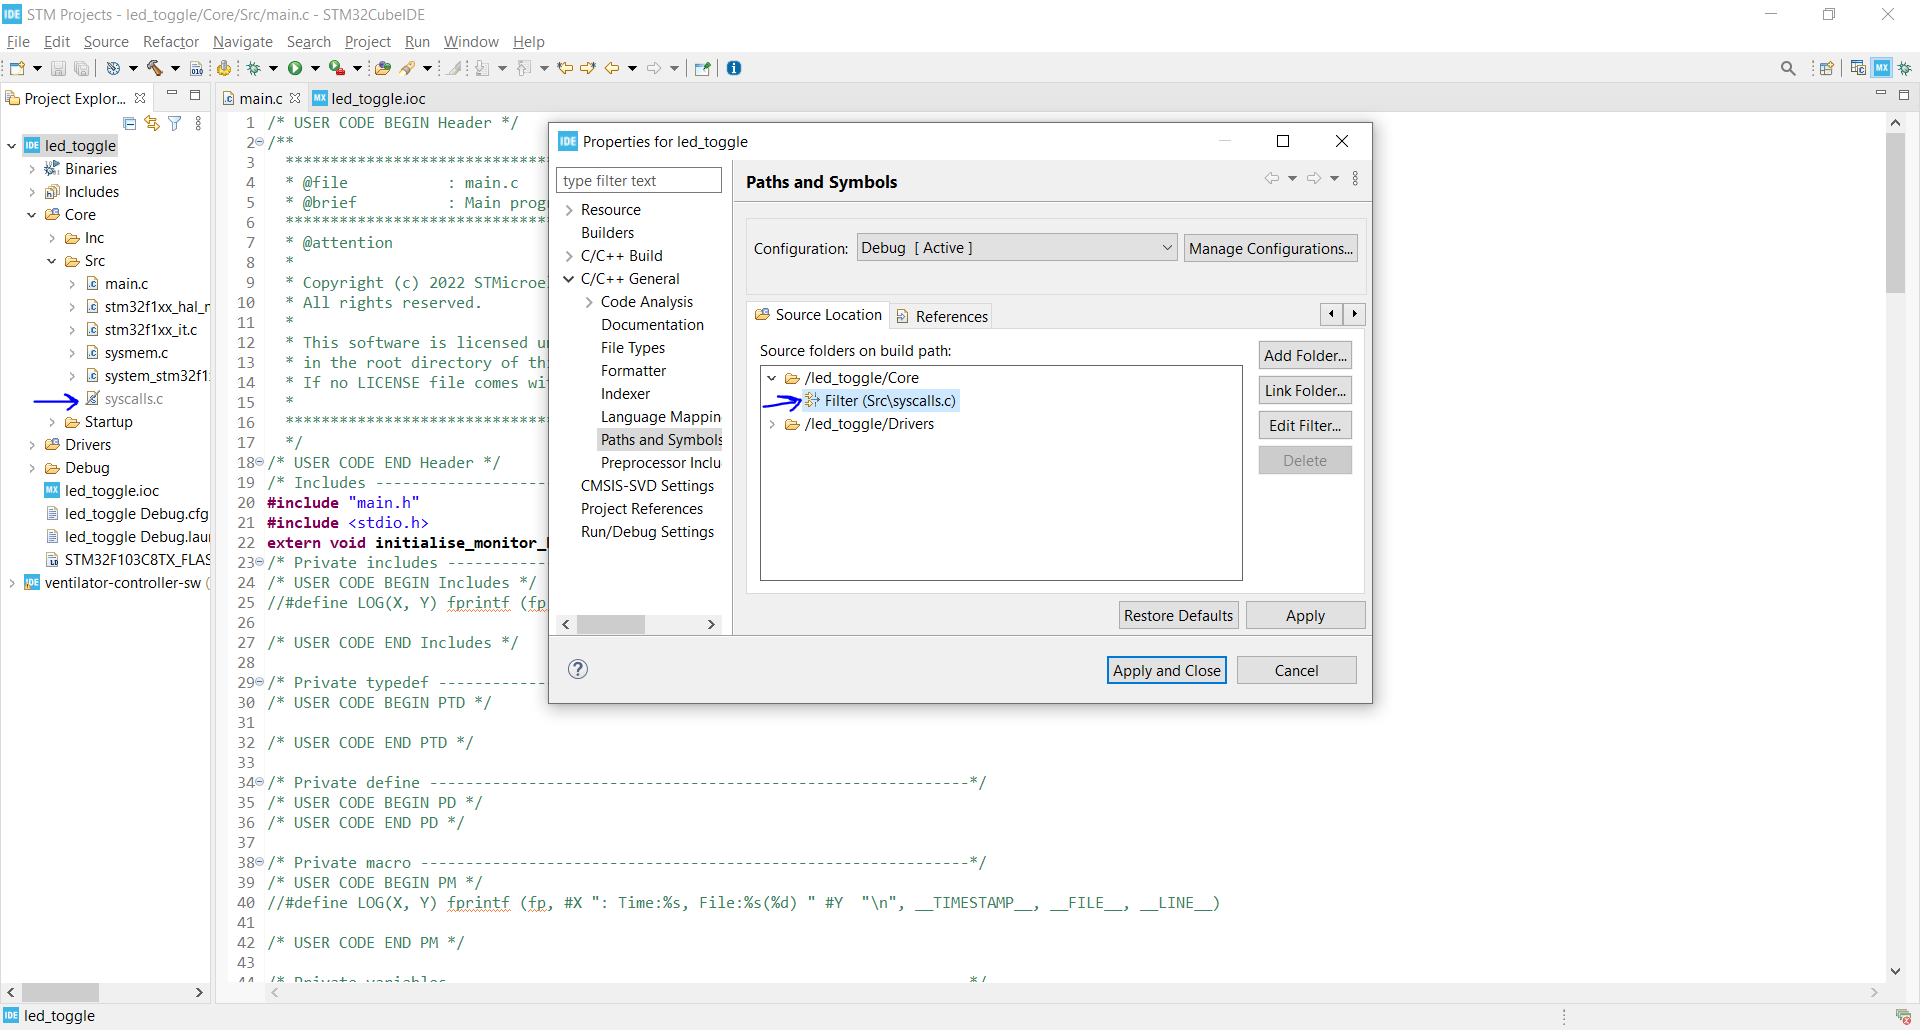 IDE STM Projects - led_toggle/Core/Src/main.c - STM32CubeIDE
File Edit Source Refactor Navigate Search Project Run Window Help
Project Explor...
main.c
MX led_toggle.ioc
IDE led_toggle
Binaries
Includes
Core
Inc
Src
main.c
stm32f1xx_hal_r
stm32f1xx_it.c
sysmem.c
system_stm32f1
syscalls.c
Startup
Drivers
Debug
MX led_toggle.ioc
led_toggle Debug.cfg
led_toggle Debug.lau
STM32F103C8TX_FLAS
IDE ventilator-controller-sw (
1 /* USER CODE BEGIN Header */
2 /**
3 ******************************
4 * @file : main.c
5 * @brief : Main prog
6 ******************************
7 * @attention
8 *
9 * Copyright (c) 2022 STMicroe
10 * All rights reserved.
11 *
12 * This software is licensed u
13 * in the root directory of th
14 * If no LICENSE file comes wi
15 *
16 ******************************
17 */
18 /* USER CODE END Header */
19 /* Includes -------------------
20 #include "main.h"
21 #include <stdio.h>
22 extern void initialise_monitor_
23 /* Private includes -----------
24 /* USER CODE BEGIN Includes */
25 //#define LOG(X, Y) fprintf (fp
26
27 /* USER CODE END Includes */
28
29 /* Private typedef ------------
30 /* USER CODE BEGIN PTD */
31
32 /* USER CODE END PTD */
33
34 /* Private define ------------------------------------------------------------*/
35 /* USER CODE BEGIN PD */
36 /* USER CODE END PD */
37
38 /* Private macro -------------------------------------------------------------*/
39 /* USER CODE BEGIN PM */
40 //#define LOG(X, Y) fprintf (fp, #X ": Time:%s, File:%s(%d) " #Y "\n", __TIMESTAMP__, __FILE__, __LINE__)
41
42 /* USER CODE END PM */
43
44 /* Private variables ---------------------------------------------------------*/
IDE Properties for led_toggle
type filter text
Resource
Builders
C/C++ Build
C/C++ General
Code Analysis
Documentation
File Types
Formatter
Indexer
Language Mappin
Paths and Symbols
Preprocessor Inclu
CMSIS-SVD Settings
Project References
Run/Debug Settings
Paths and Symbols
Configuration: Debug [ Active ] Manage Configurations...
Source Location References
Source folders on build path:
/led_toggle/Core
Filter (Src\syscalls.c)
/led_toggle/Drivers
Add Folder...
Link Folder...
Edit Filter...
Delete
Restore Defaults Apply
Apply and Close Cancel
IDE led_toggle